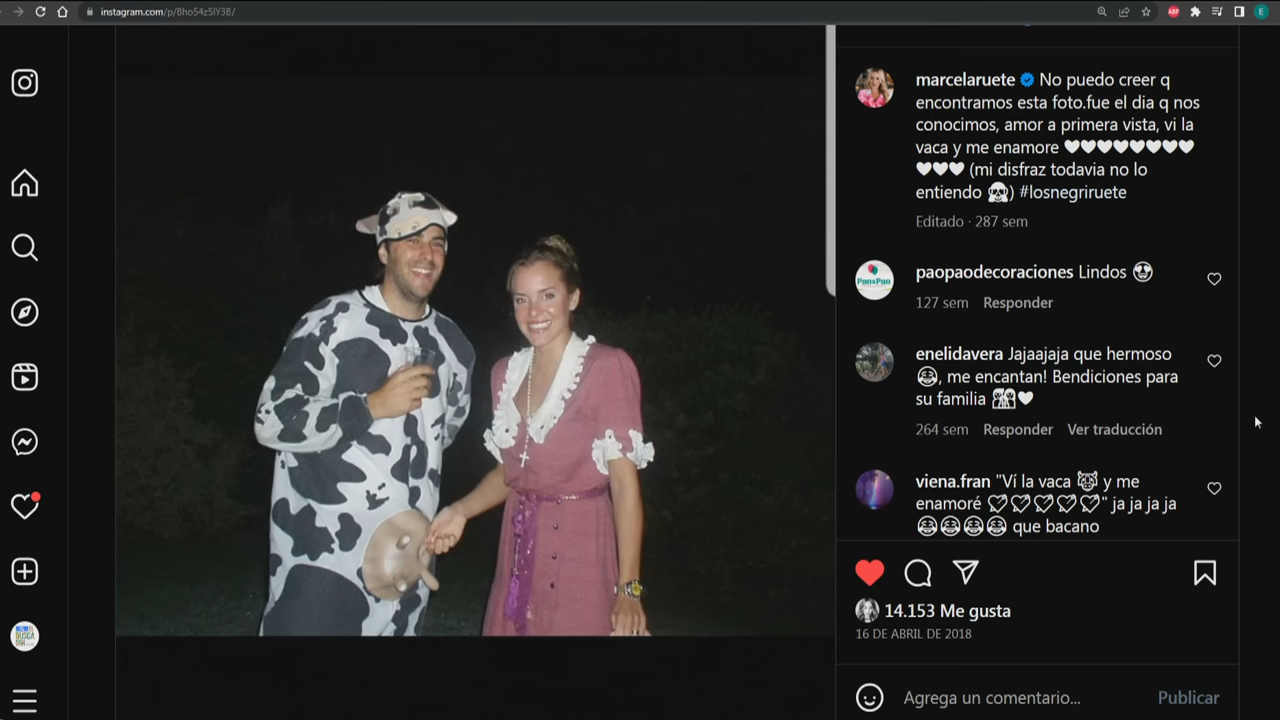 instagram.com/p/Bho54z5lY3B/
ABP
E
marcelaruete No puedo creer q
encontramos esta foto.fue el dia q nos
conocimos, amor a primera vista, vi la
vaca y me enamore 🤍🤍🤍🤍🤍🤍🤍🤍
🤍🤍🤍 (mi disfraz todavia no lo
entiendo 🙊) #losnegriruete
Editado · 287 sem
Pao&Pao
paopaodecoraciones Lindos 😍
127 sem Responder
enelidavera Jajaajaja que hermoso
😂, me encantan! Bendiciones para
su familia 👨‍👩‍👧‍👦🤍
264 sem Responder Ver traducción
viena.fran "Ví la vaca 🐮 y me
enamoré 💘💘💘💘💘" ja ja ja ja
😂😂😂😂 que bacano
14.153 Me gusta
16 DE ABRIL DE 2018
BUSCA
Agrega un comentario... Publicar